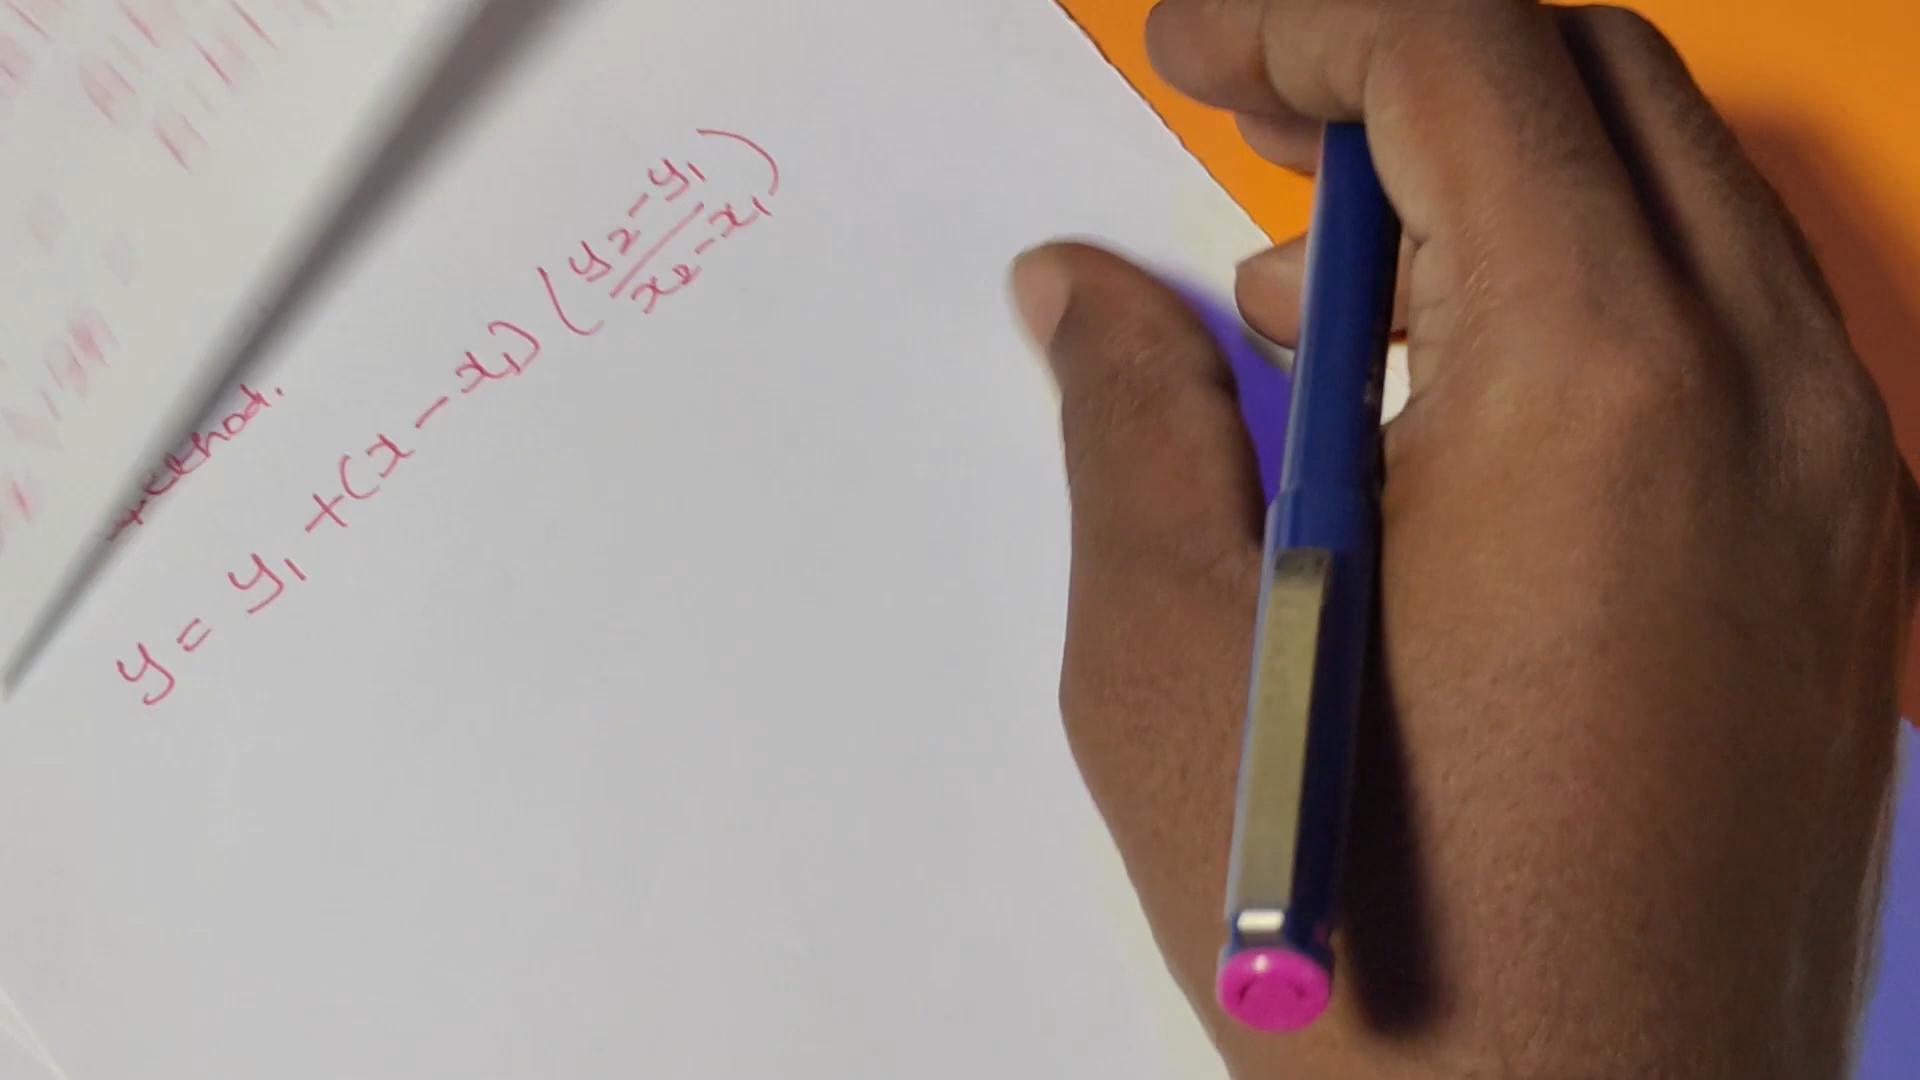 method.
y = y₁ + (x - x₁) (y₂ - y₁ / x₂ - x₁)